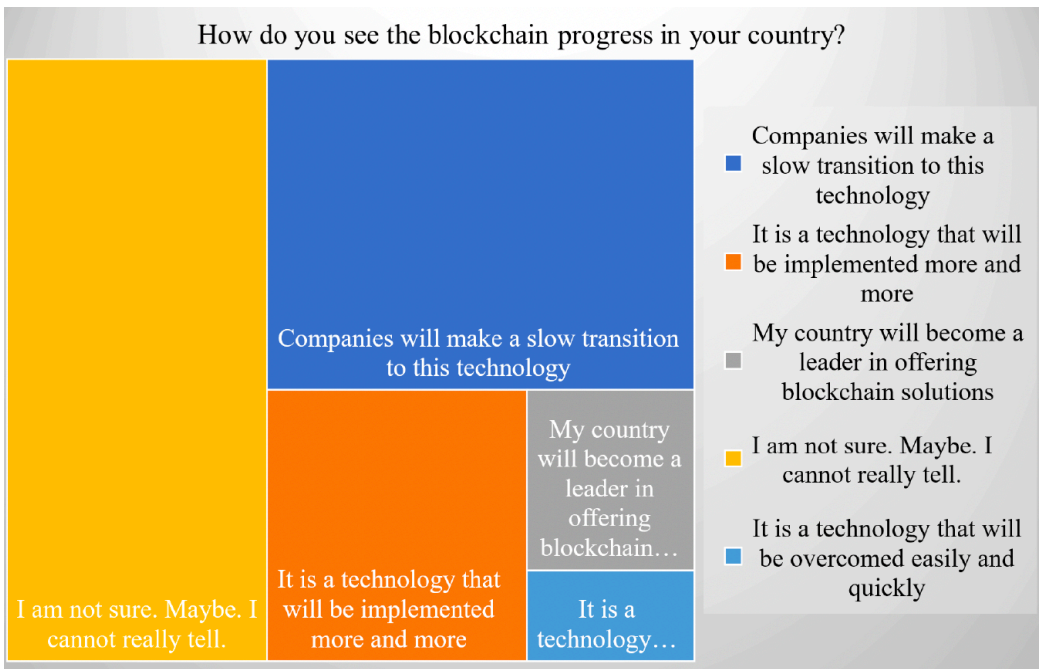 How do you see the blockchain progress in your country?
Companies will make a slow transition
to this technology
I am not sure. Maybe. I
cannot really tell.
It is a technology that
will be implemented
more and more
My country
will become a
leader in
offering
blockchain…
It is a
technology…
Companies will make a
slow transition to this
technology
It is a technology that will
be implemented more and
more
My country will become a
leader in offering
blockchain solutions
I am not sure. Maybe. I
cannot really tell.
It is a technology that will
be overcomed easily and
quickly